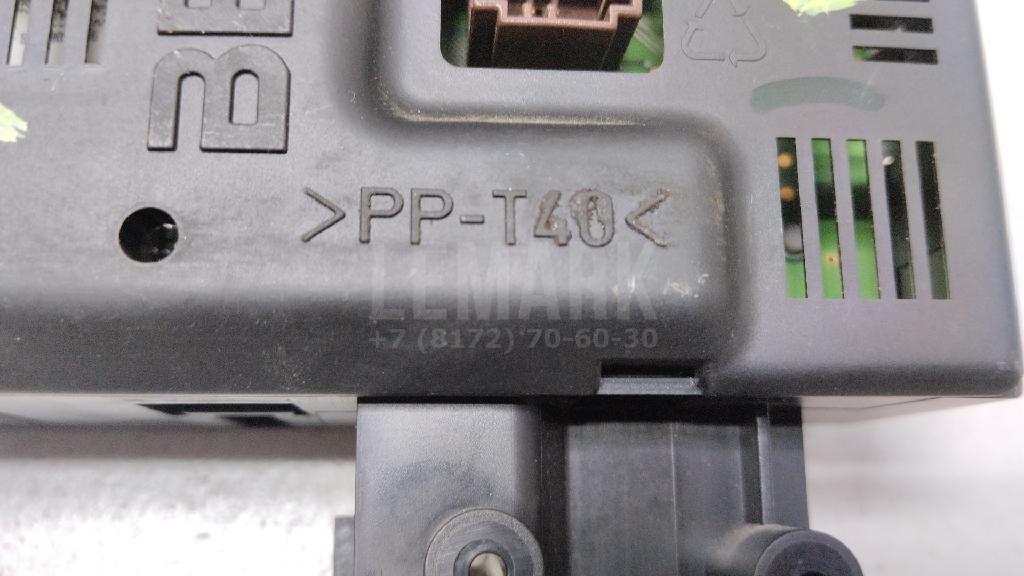 >PP-T40<
LEMARK
+7 (8172) 70-60-30